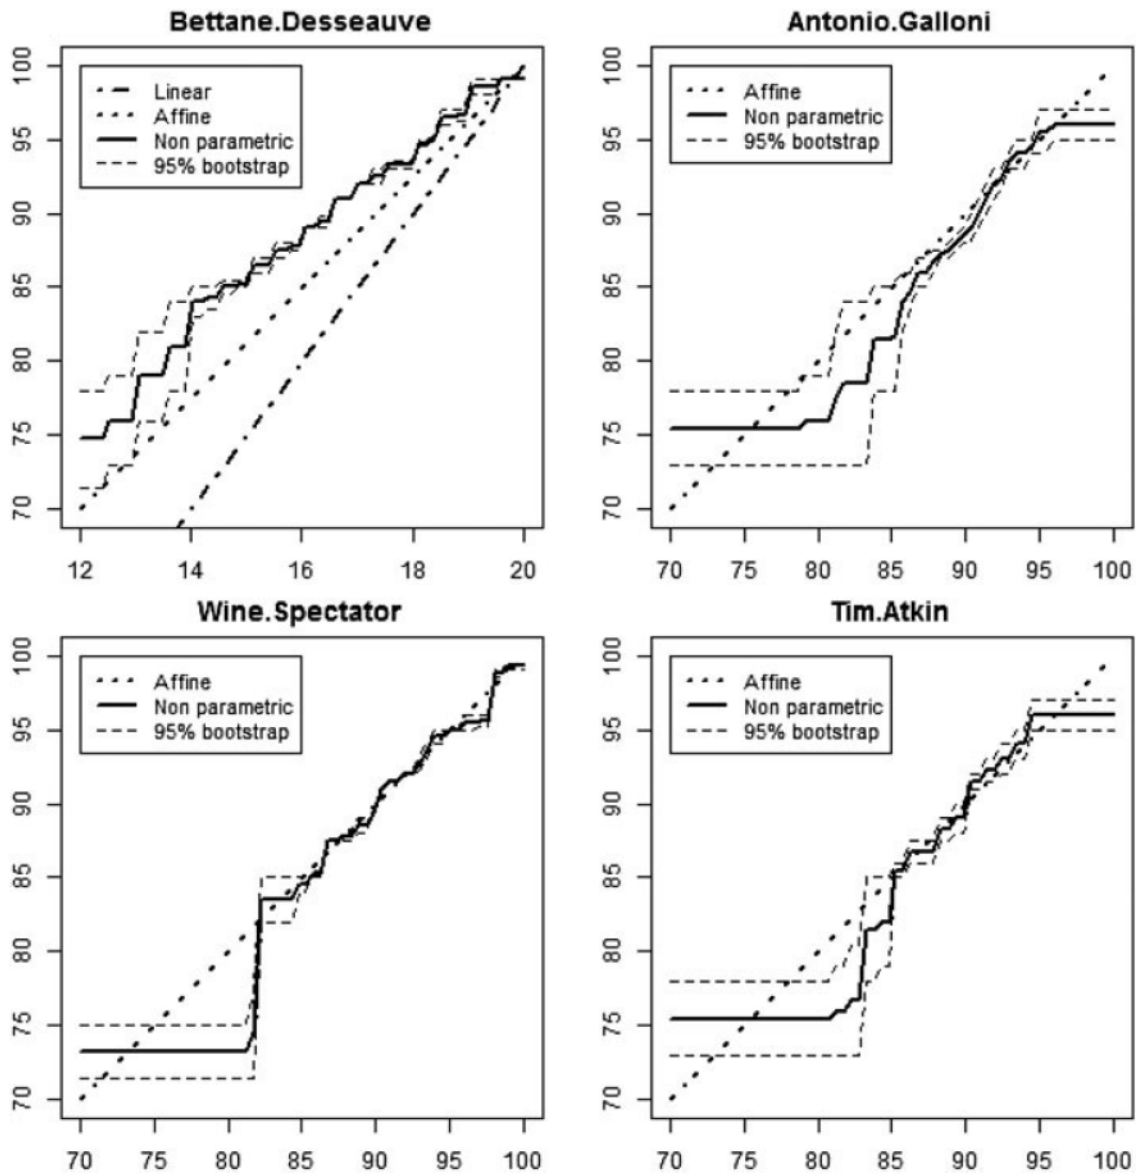 Bettane.Desseauve
Linear
Affine
Non parametric
95% bootstrap
70 75 80 85 90 95 100
12 14 16 18 20
Antonio.Galloni
Affine
Non parametric
95% bootstrap
70 75 80 85 90 95 100
70 75 80 85 90 95 100
Wine.Spectator
Affine
Non parametric
95% bootstrap
70 75 80 85 90 95 100
70 75 80 85 90 95 100
Tim.Atkin
Affine
Non parametric
95% bootstrap
70 75 80 85 90 95 100
70 75 80 85 90 95 100